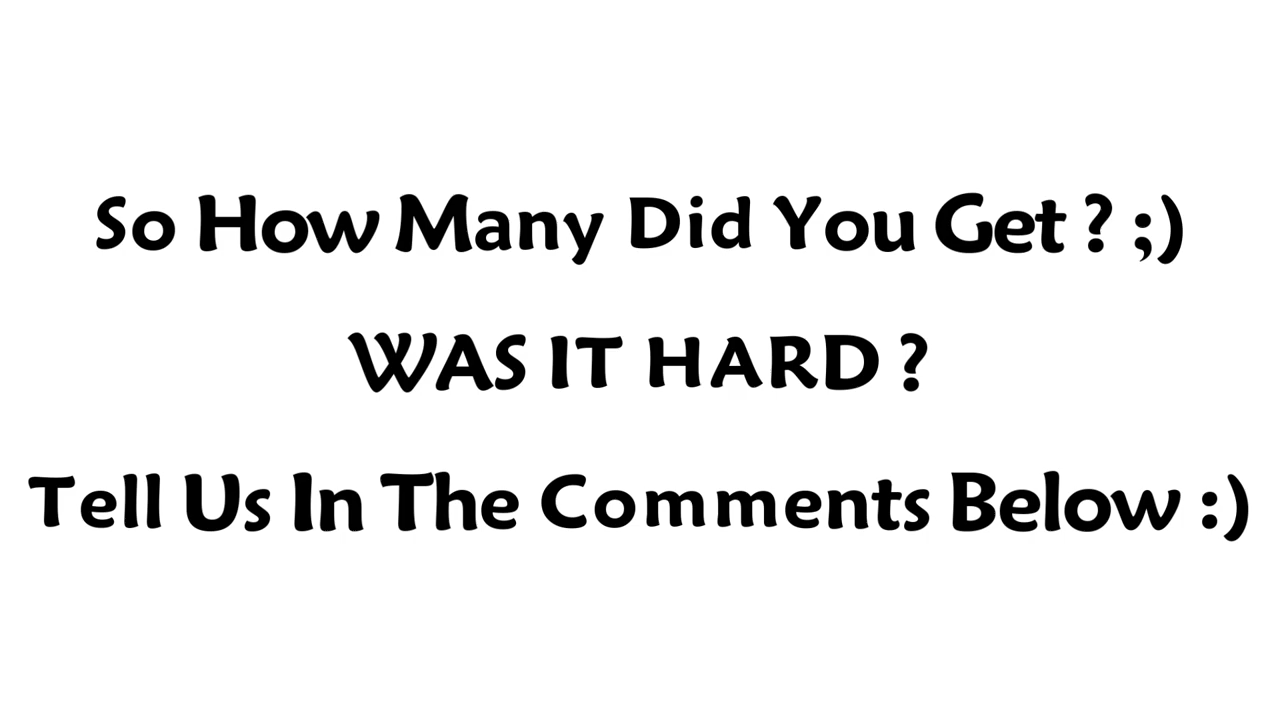 So How Many Did You Get ? ;)
WAS IT HARD ?
Tell Us In The Comments Below :)